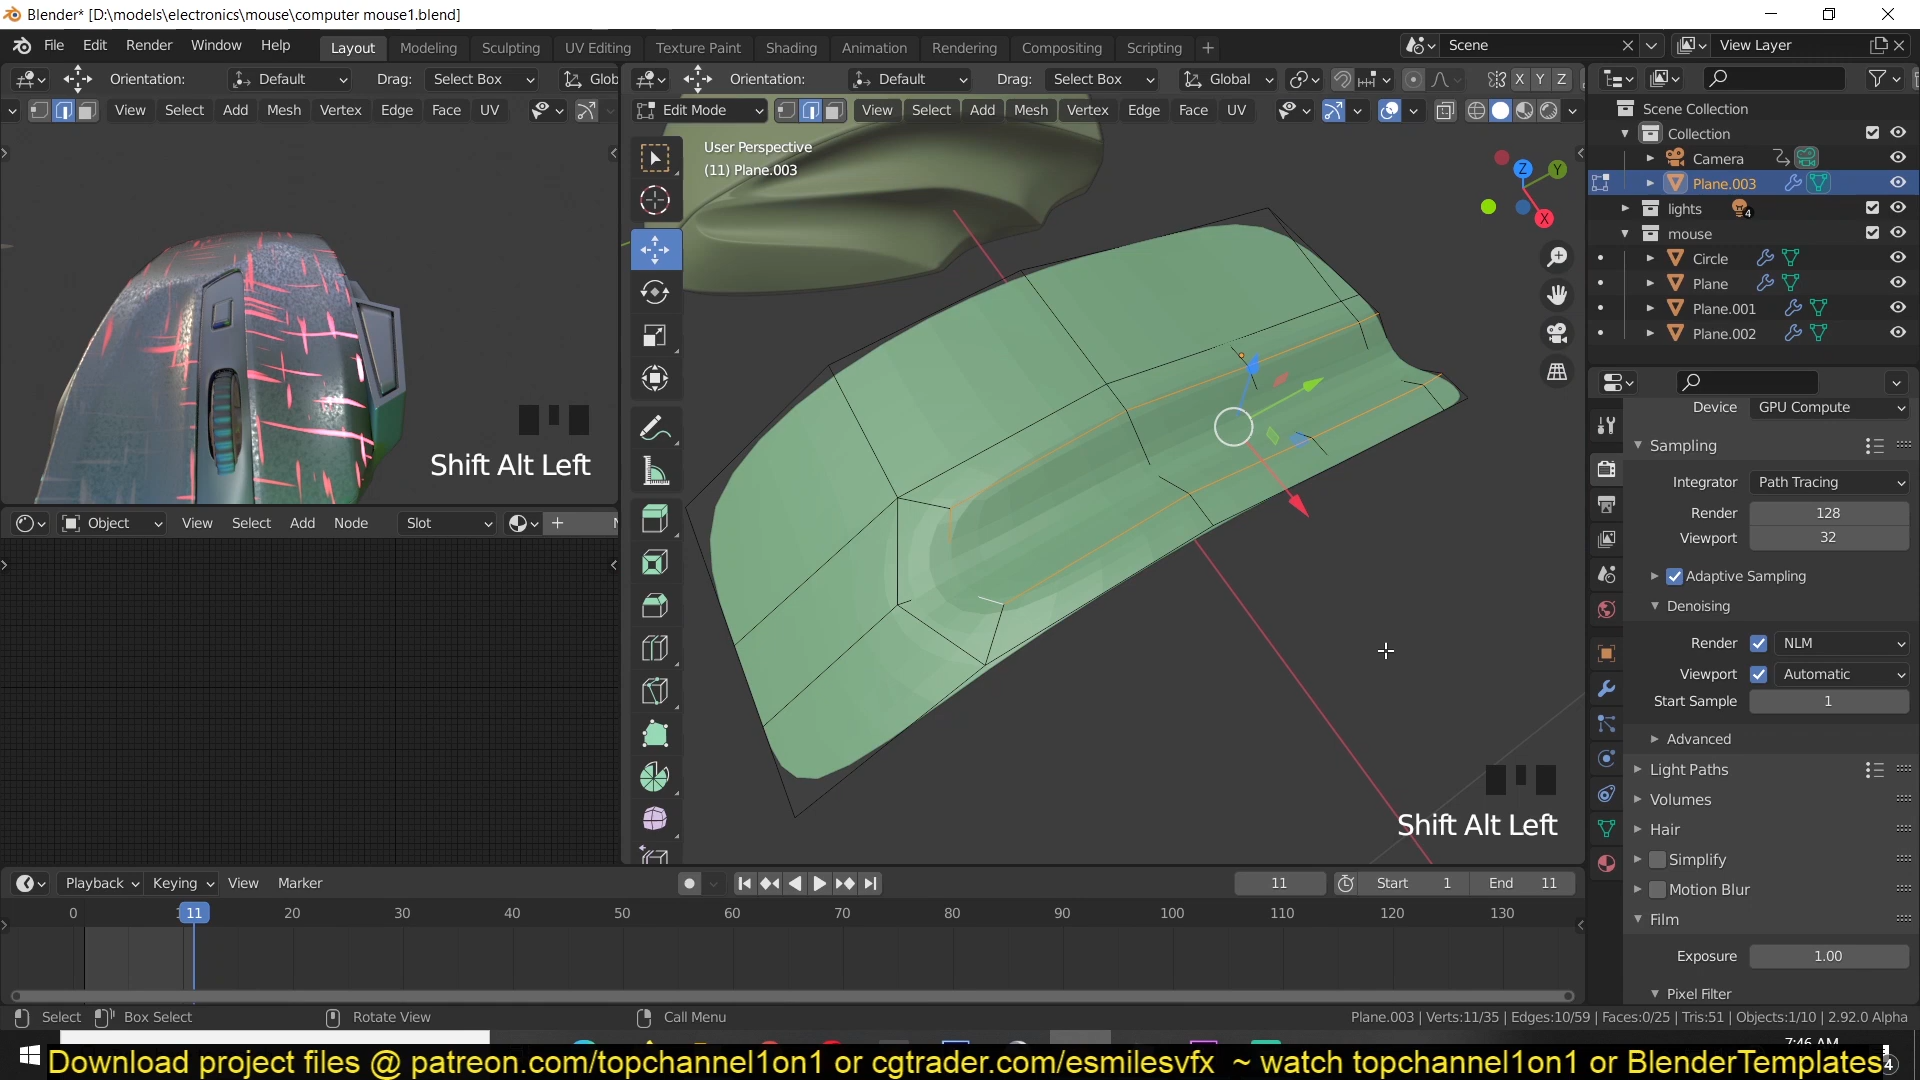 Blender* [D:\models\electronics\mouse\computer mouse1.blend]
File Edit Render Window Help Layout Modeling Sculpting UV Editing Texture Paint Shading Animation Rendering Compositing Scripting + Scene View Layer
Orientation: Default Drag: Select Box Glob
Orientation: Default Drag: Select Box Global X Y Z
View Select Add Mesh Vertex Edge Face UV
Edit Mode View Select Add Mesh Vertex Edge Face UV
User Perspective
(11) Plane.003
Z Y X
Shift Alt Left
Object View Select Add Node Slot
Shift Alt Left
Scene Collection
Collection
Camera
Plane.003
lights 4
mouse
Circle
Plane
Plane.001
Plane.002
Device GPU Compute
Sampling
Integrator Path Tracing
Render 128
Viewport 32
Adaptive Sampling
Denoising
Render NLM
Viewport Automatic
Start Sample 1
Advanced
Light Paths
Volumes
Hair
Simplify
Motion Blur
Film
Exposure 1.00
Pixel Filter
Playback Keying View Marker 11 Start 1 End 11
0 11 20 30 40 50 60 70 80 90 100 110 120 130
Select Box Select Rotate View Call Menu Plane.003 | Verts:11/35 | Edges:10/59 | Faces:0/25 | Tris:51 | Objects:1/10 | 2.92.0 Alpha
7:46 AM
Download project files @ patreon.com/topchannel1on1 or cgtrader.com/esmilesvfx ~ watch topchannel1on1 or BlenderTemplates